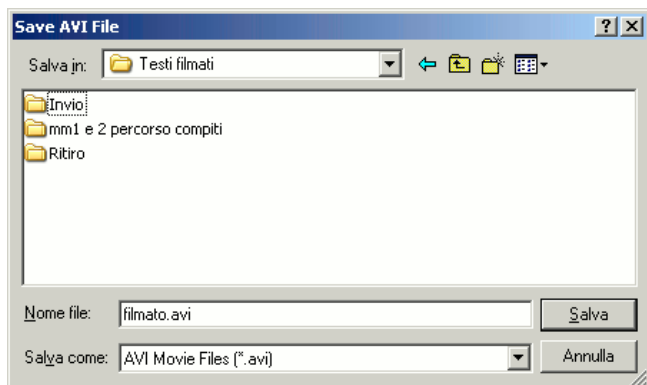 Save AVI File
Salva in: Testi filmati
Invio
mm1 e 2 percorso compiti
Ritiro
Nome file: filmato.avi Salva
Salva come: AVI Movie Files (*.avi) Annulla